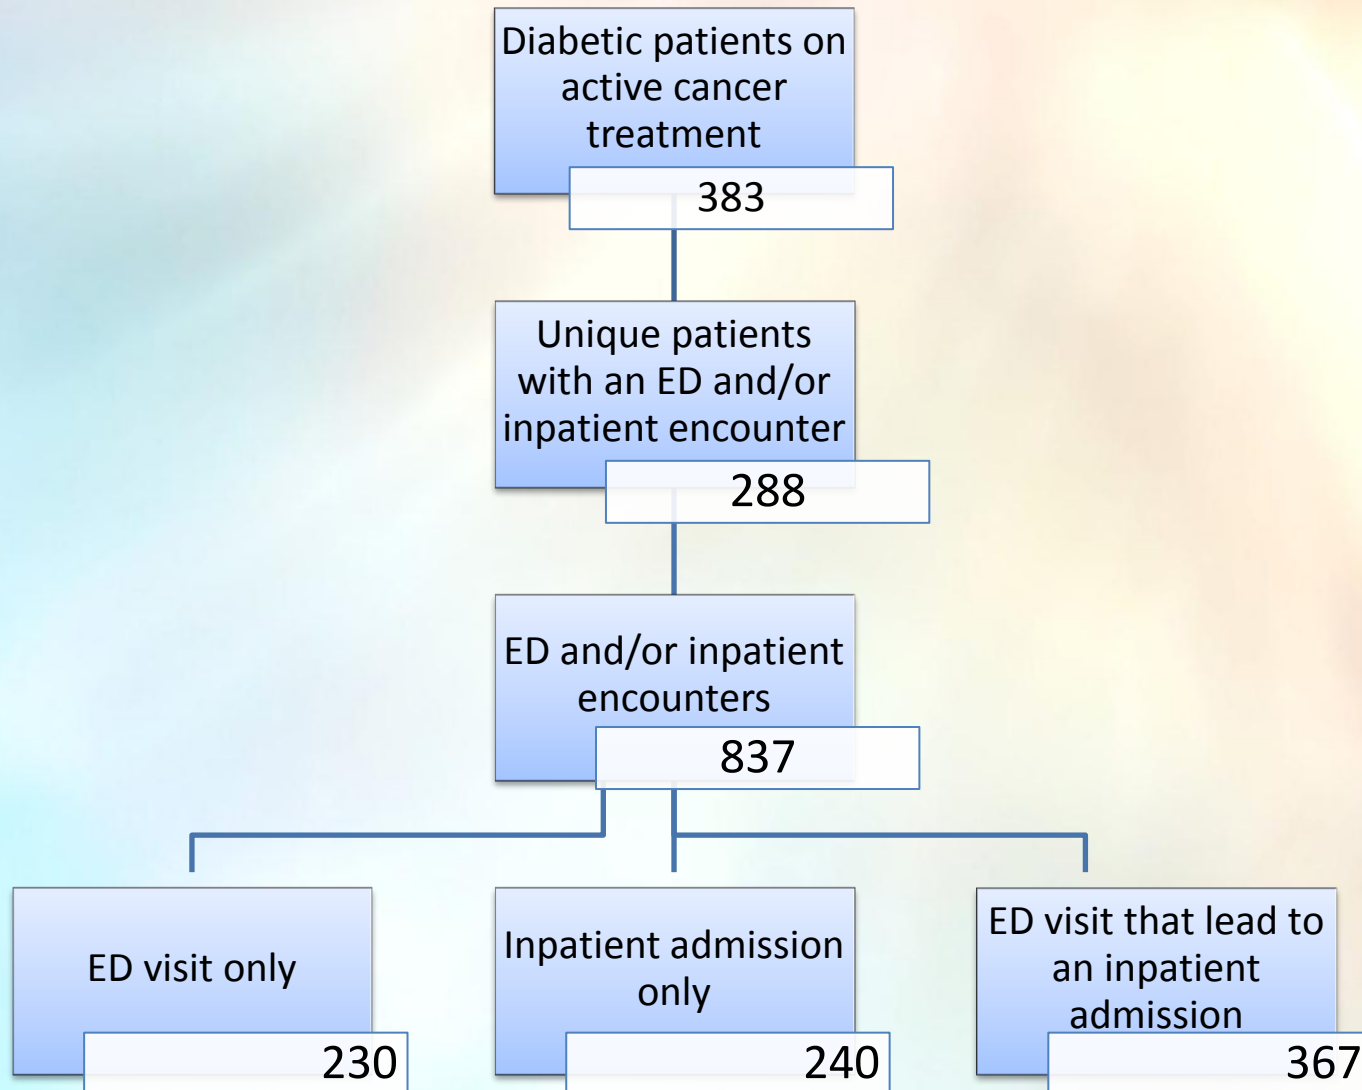 Diabetic patients on
active cancer
treatment
383
Unique patients
with an ED and/or
inpatient encounter
288
ED and/or inpatient
encounters
837
ED visit only
230
Inpatient admission
only
240
ED visit that lead to
an inpatient
admission
367